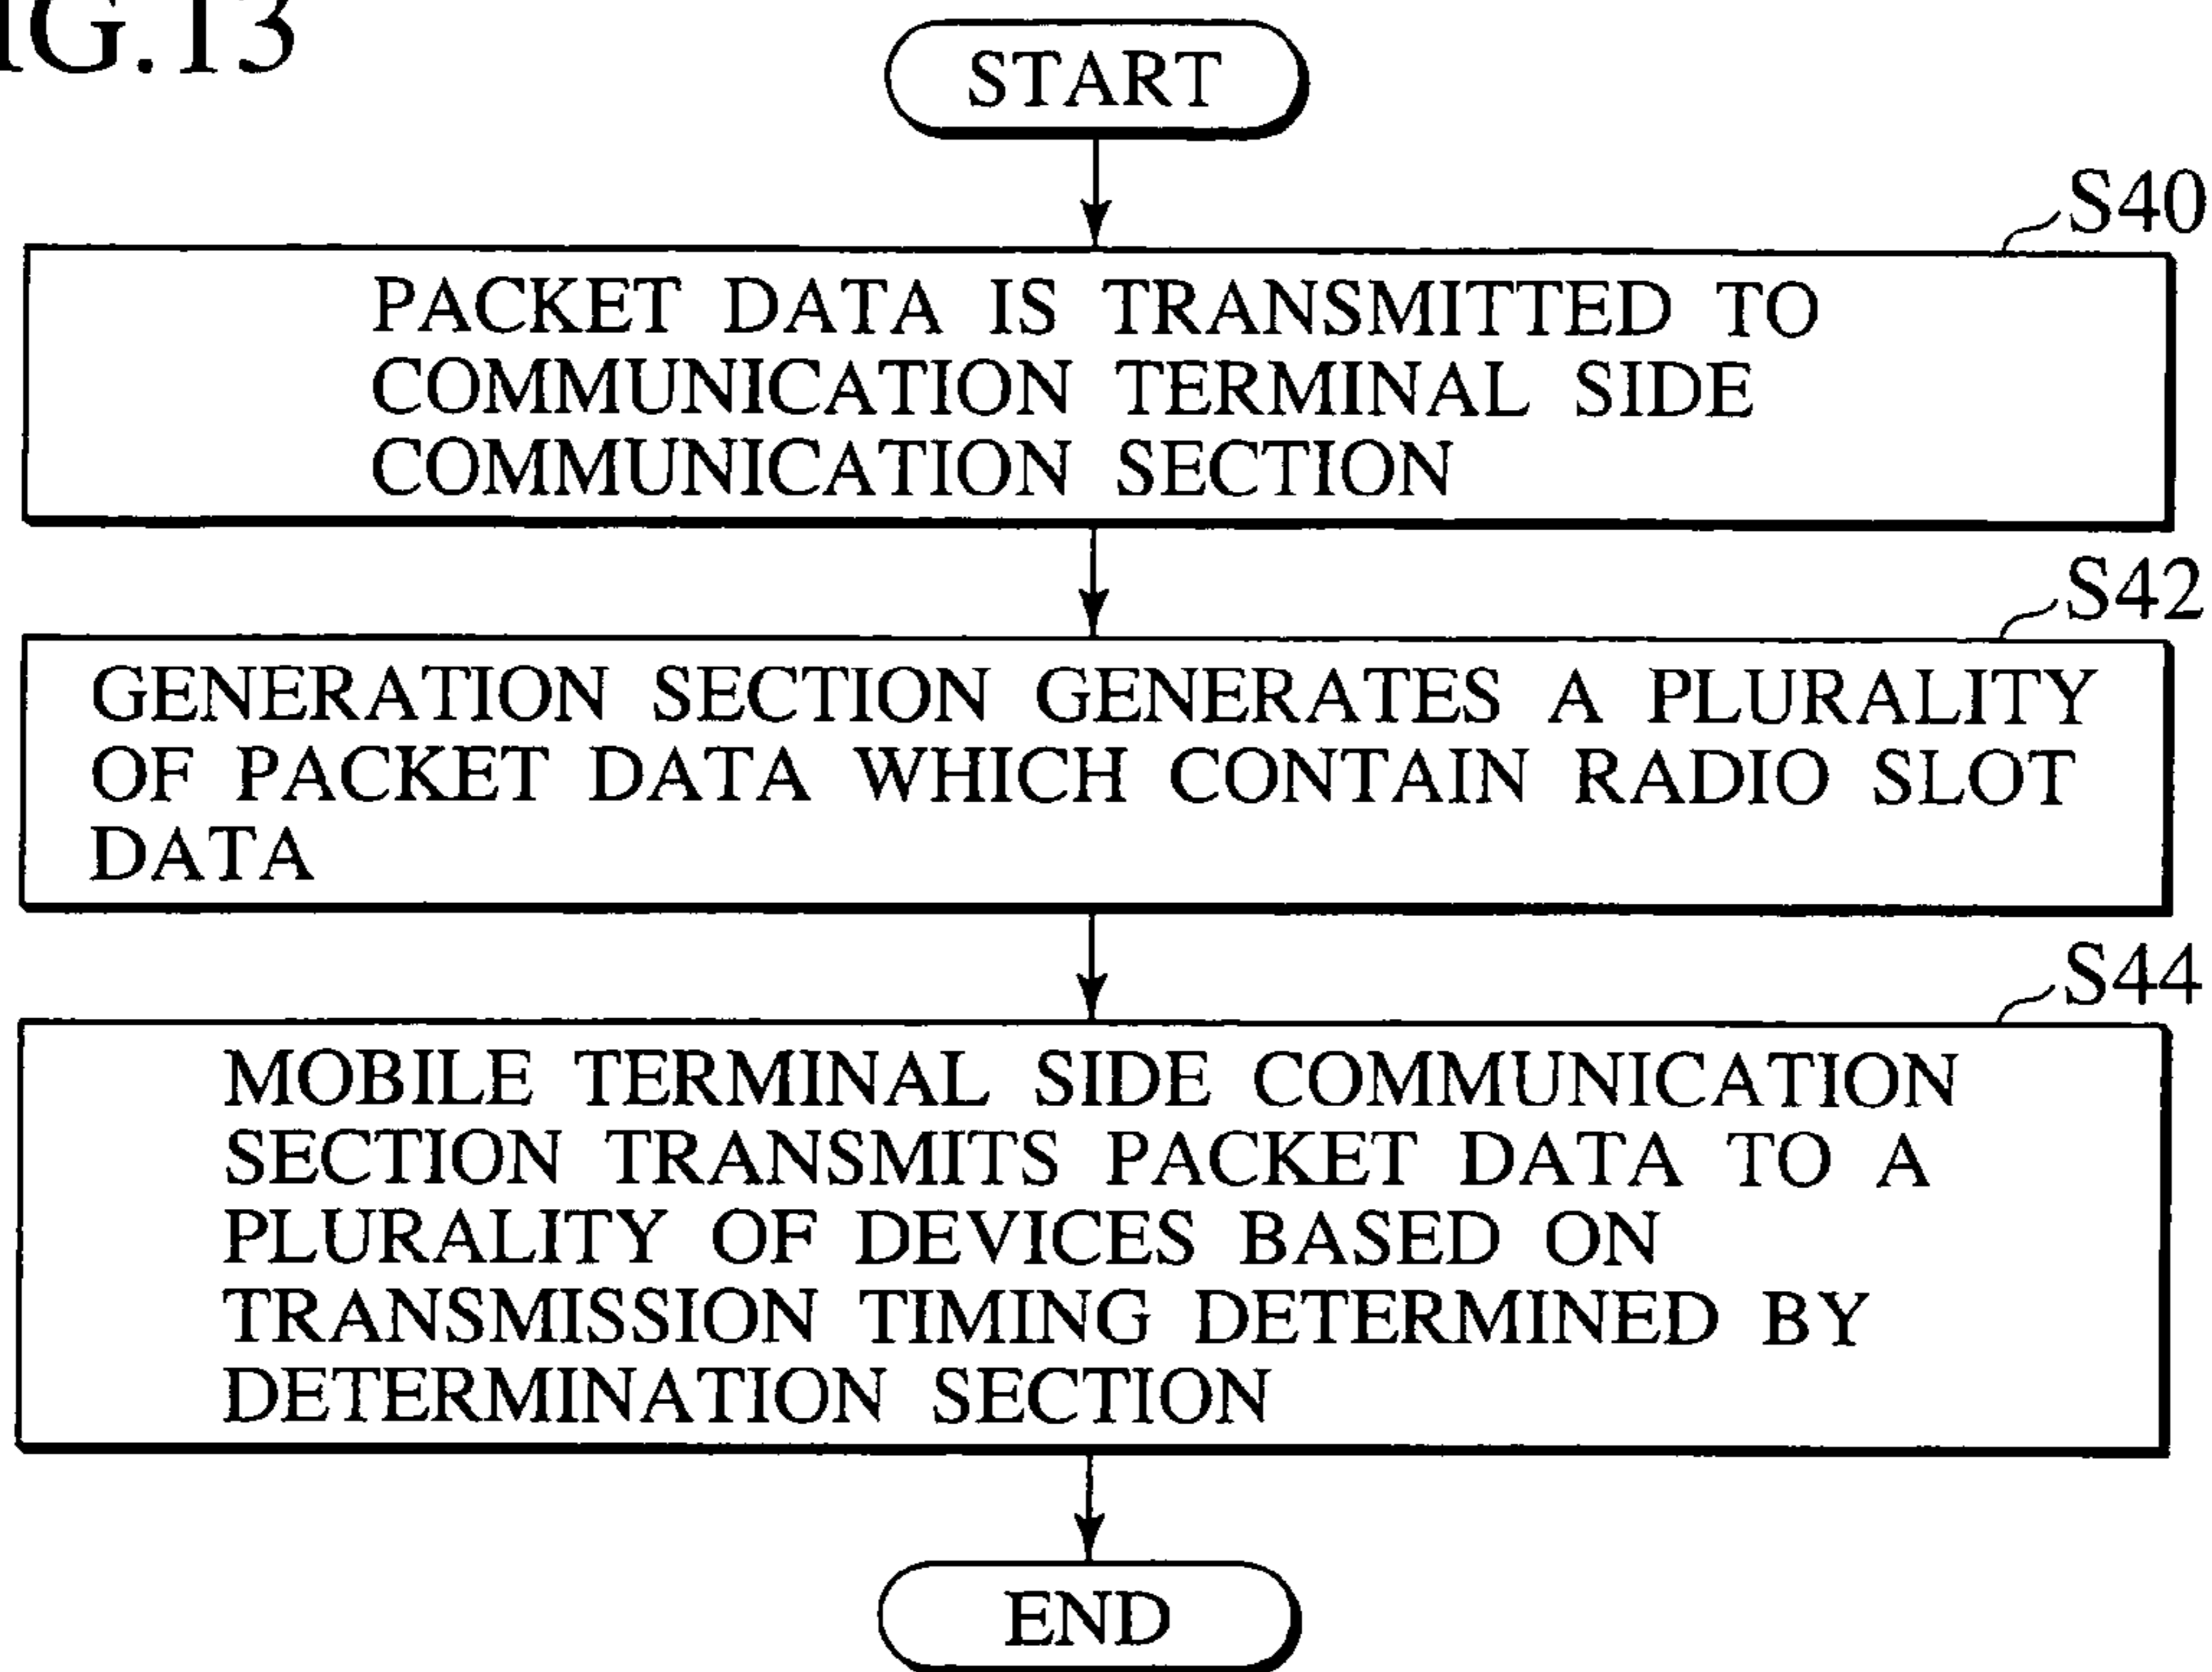 IG.13
START
S40
PACKET DATA IS TRANSMITTED TO
COMMUNICATION TERMINAL SIDE
COMMUNICATION SECTION
S42
GENERATION SECTION GENERATES A PLURALITY
OF PACKET DATA WHICH CONTAIN RADIO SLOT
DATA
S44
MOBILE TERMINAL SIDE COMMUNICATION
SECTION TRANSMITS PACKET DATA TO A
PLURALITY OF DEVICES BASED ON
TRANSMISSION TIMING DETERMINED BY
DETERMINATION SECTION
END